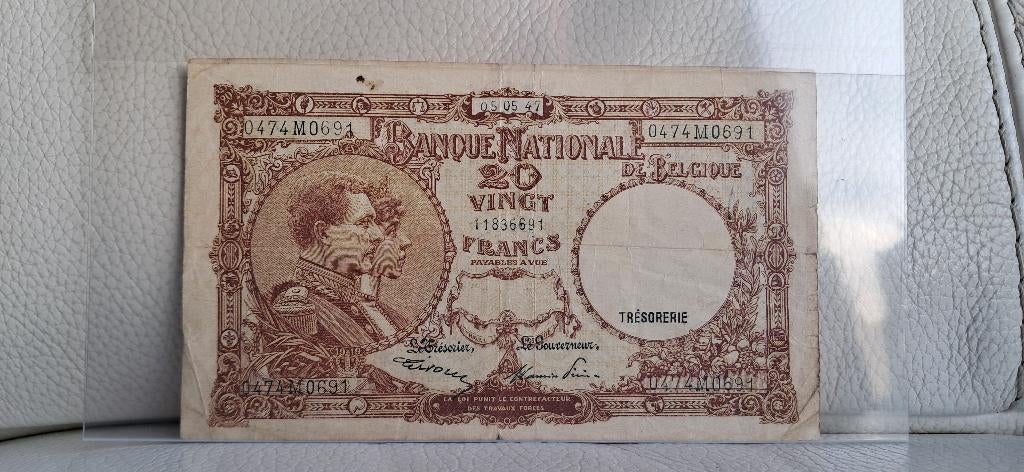 05 05 47
0474M0691
0474M0691
BANQUE NATIONALE
DE BELGIQUE
20
VINGT
11836691
FRANCS
PAYABLES A VUE
TRÉSORERIE
Le Trésorier,
Le Gouverneur,
0474M0691
0474M0691
LA LOI PUNIT LE CONTREFACTEUR
DES TRAVAUX FORCÉS